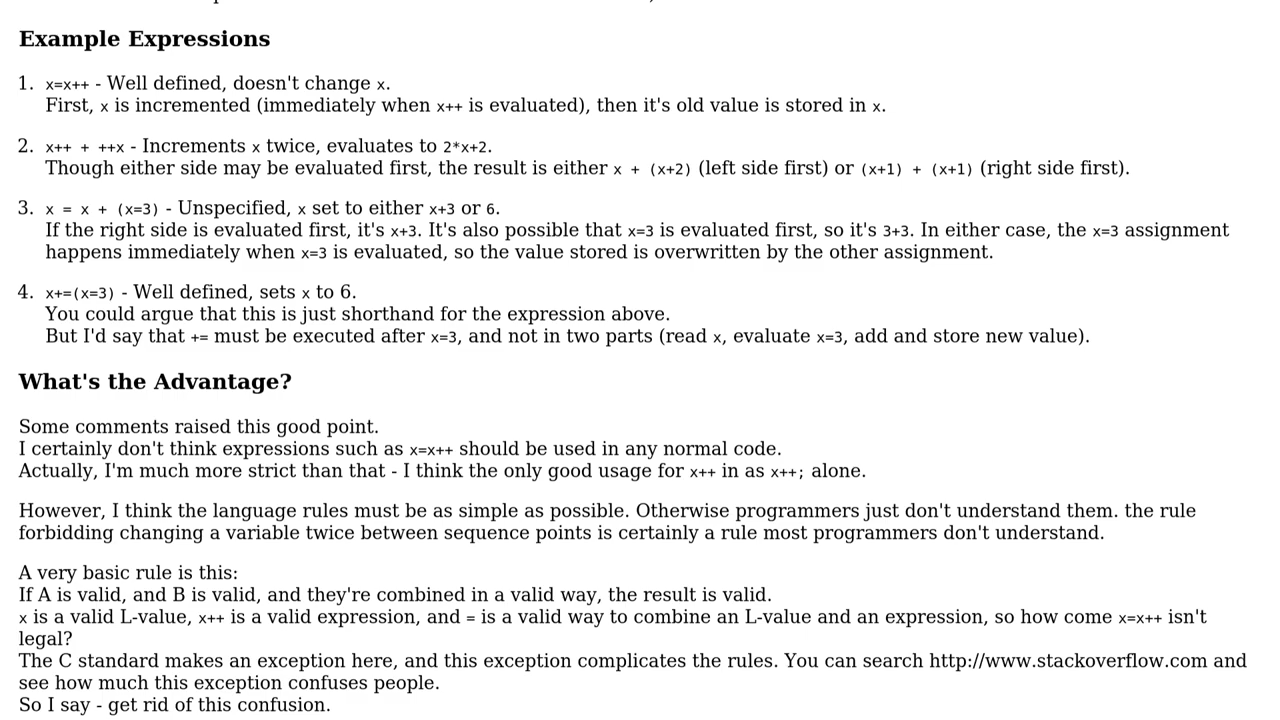 Example Expressions
1. x=x++ - Well defined, doesn't change x.
First, x is incremented (immediately when x++ is evaluated), then it's old value is stored in x.
2. x++ + ++x - Increments x twice, evaluates to 2*x+2.
Though either side may be evaluated first, the result is either x + (x+2) (left side first) or (x+1) + (x+1) (right side first).
3. x = x + (x=3) - Unspecified, x set to either x+3 or 6.
If the right side is evaluated first, it's x+3. It's also possible that x=3 is evaluated first, so it's 3+3. In either case, the x=3 assignment
happens immediately when x=3 is evaluated, so the value stored is overwritten by the other assignment.
4. x+=(x=3) - Well defined, sets x to 6.
You could argue that this is just shorthand for the expression above.
But I'd say that += must be executed after x=3, and not in two parts (read x, evaluate x=3, add and store new value).
What's the Advantage?
Some comments raised this good point.
I certainly don't think expressions such as x=x++ should be used in any normal code.
Actually, I'm much more strict than that - I think the only good usage for x++ in as x++; alone.
However, I think the language rules must be as simple as possible. Otherwise programmers just don't understand them. the rule
forbidding changing a variable twice between sequence points is certainly a rule most programmers don't understand.
A very basic rule is this:
If A is valid, and B is valid, and they're combined in a valid way, the result is valid.
x is a valid L-value, x++ is a valid expression, and = is a valid way to combine an L-value and an expression, so how come x=x++ isn't
legal?
The C standard makes an exception here, and this exception complicates the rules. You can search http://www.stackoverflow.com and
see how much this exception confuses people.
So I say - get rid of this confusion.